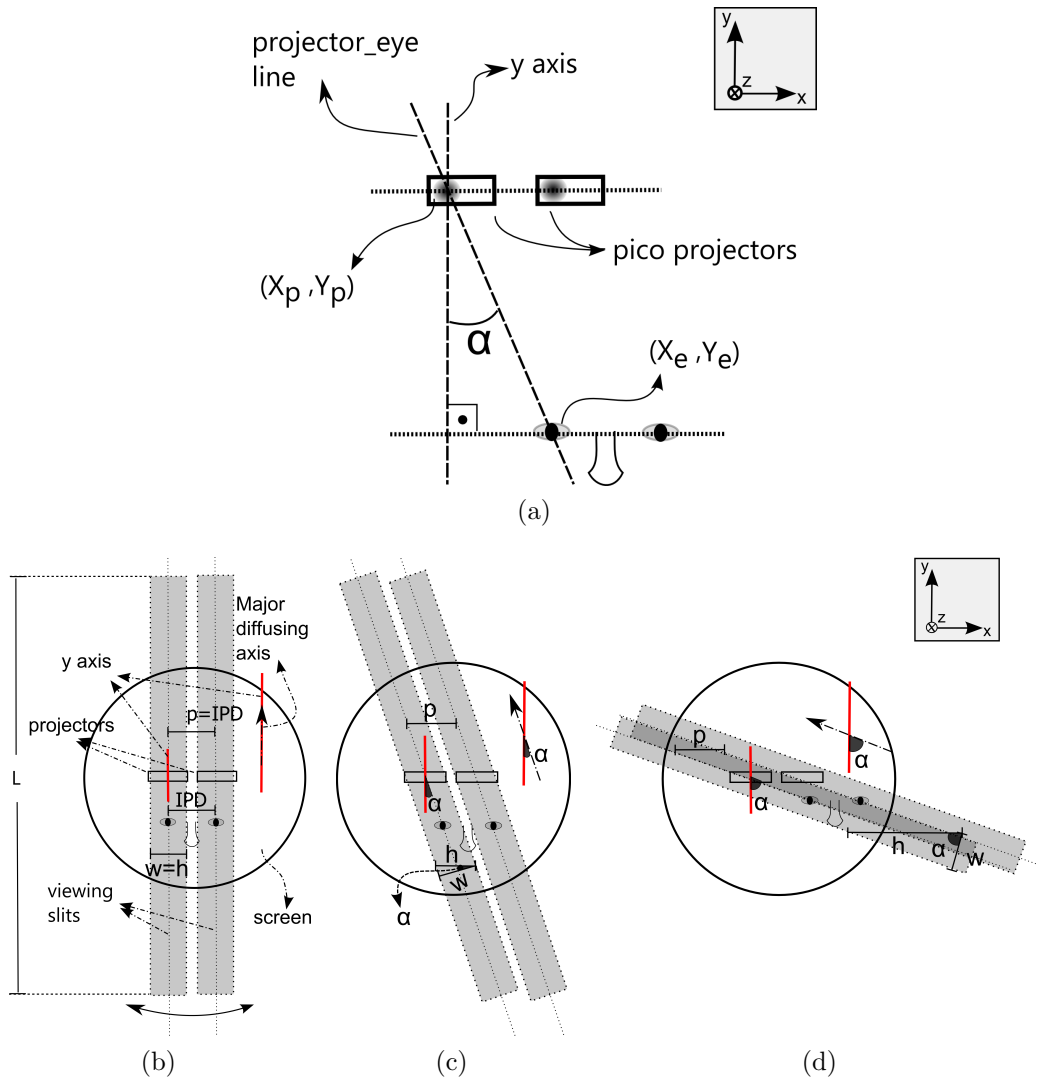 projector_eye
line
y axis
y
z
x
pico projectors
(Xp ,Yp)
α
(Xe ,Ye)
(a)
Major
diffusing
axis
y axis
p=IPD
projectors
L
IPD
w=h
viewing
slits
screen
(b)
p
α
α
h
w
α
(c)
y
z
x
p
α
α
h
α
w
(d)